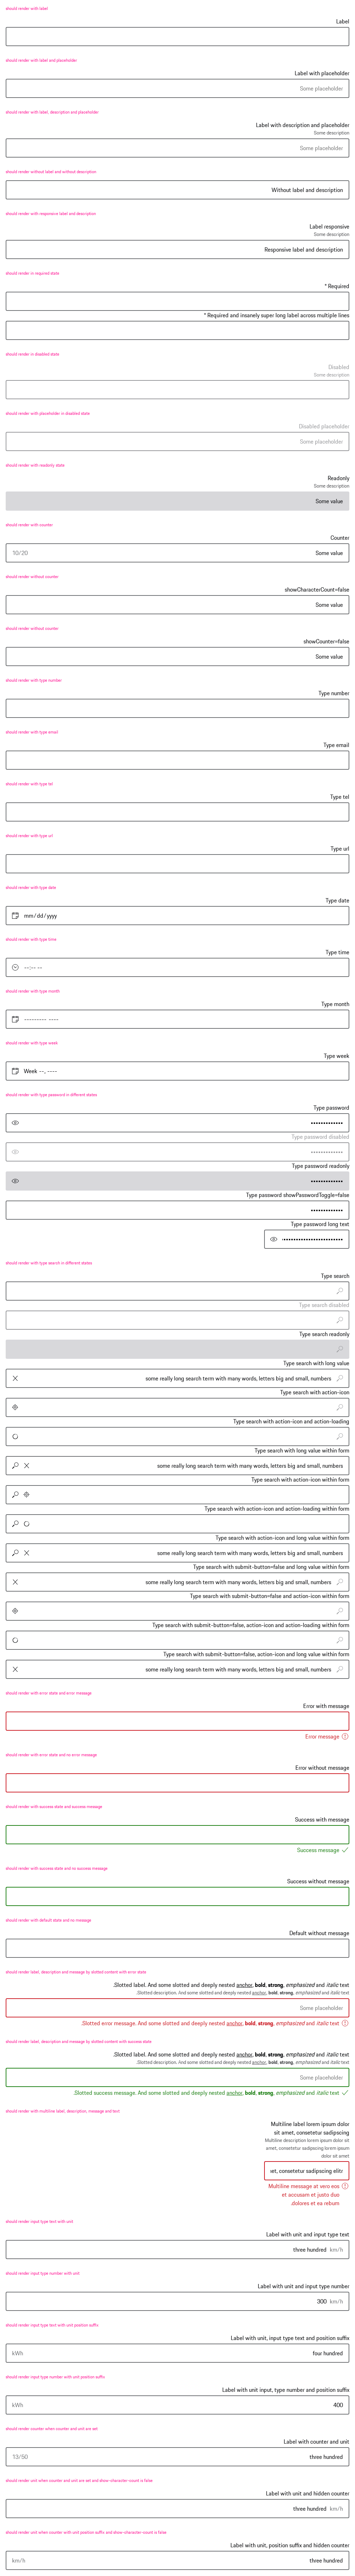 should render with label
Label
should render with label and placeholder
Label with placeholder
Some placeholder
should render with label, description and placeholder
Label with description and placeholder
Some description
Some placeholder
should render without label and without description
Without label and description
should render with responsive label and description
Label responsive
Some description
Responsive label and description
should render in required state
* Required
* Required and insanely super long label across multiple lines
should render in disabled state
Disabled
Some description
should render with placeholder in disabled state
Disabled placeholder
Some placeholder
should render with readonly state
Readonly
Some description
Some value
should render with counter
Counter
10/20 Some value
should render without counter
showCharacterCount=false
Some value
should render without counter
showCounter=false
Some value
should render with type number
Type number
should render with type email
Type email
should render with type tel
Type tel
should render with type url
Type url
should render with type date
Type date
mm/dd/yyyy
should render with type time
Type time
--:-- --
should render with type month
Type month
--------- ----
should render with type week
Type week
Week --, ----
should render with type password in different states
Type password
••••••••••••••
Type password disabled
••••••••••••••
Type password readonly
••••••••••••••
Type password showPasswordToggle=false
••••••••••••••
Type password long text
should render with type search in different states
Type search
Type search disabled
Type search readonly
Type search with long value
some really long search term with many words, letters big and small, numbers
Type search with action-icon
Type search with action-icon and action-loading
Type search with long value within form
some really long search term with many words, letters big and small, numbers
Type search with action-icon within form
Type search with action-icon and action-loading within form
Type search with action-icon and long value within form
some really long search term with many words, letters big and small, numbers
Type search with submit-button=false and long value within form
some really long search term with many words, letters big and small, numbers
Type search with submit-button=false and action-icon within form
Type search with submit-button=false, action-icon and action-loading within form
Type search with submit-button=false, action-icon and long value within form
some really long search term with many words, letters big and small, numbers
should render with error state and error message
Error with message
Error message
should render with error state and no error message
Error without message
should render with success state and success message
Success with message
Success message
should render with success state and no success message
Success without message
should render with default state and no message
Default without message
should render label, description and message by slotted content with error state
.Slotted label. And some slotted and deeply nested anchor, bold, strong, emphasized and italic text
.Slotted description. And some slotted and deeply nested anchor, bold, strong, emphasized and italic text
Some placeholder
.Slotted error message. And some slotted and deeply nested anchor, bold, strong, emphasized and italic text
should render label, description and message by slotted content with success state
.Slotted label. And some slotted and deeply nested anchor, bold, strong, emphasized and italic text
.Slotted description. And some slotted and deeply nested anchor, bold, strong, emphasized and italic text
Some placeholder
.Slotted success message. And some slotted and deeply nested anchor, bold, strong, emphasized and italic text
should render with multiline label, description, message and text
Multiline label lorem ipsum dolor
sit amet, consetetur sadipscing
Multiline description lorem ipsum dolor sit
amet, consetetur sadipscing lorem ipsum
dolor sit amet
et, consetetur sadipscing elitr
Multiline message at vero eos
et accusam et justo duo
.dolores et ea rebum
should render input type text with unit
Label with unit and input type text
three hundred km/h
should render input type number with unit
Label with unit and input type number
300 km/h
should render input type text with unit position suffix
Label with unit, input type text and position suffix
kWh four hundred
should render input type number with unit position suffix
Label with unit input, type number and position suffix
kWh 400
should render counter when counter and unit are set
Label with counter and unit
13/50 three hundred
should render unit when counter and unit are set and show-character-count is false
Label with unit and hidden counter
three hundred km/h
should render unit when counter with unit position suffix and show-character-count is false
Label with unit, position suffix and hidden counter
km/h three hundred